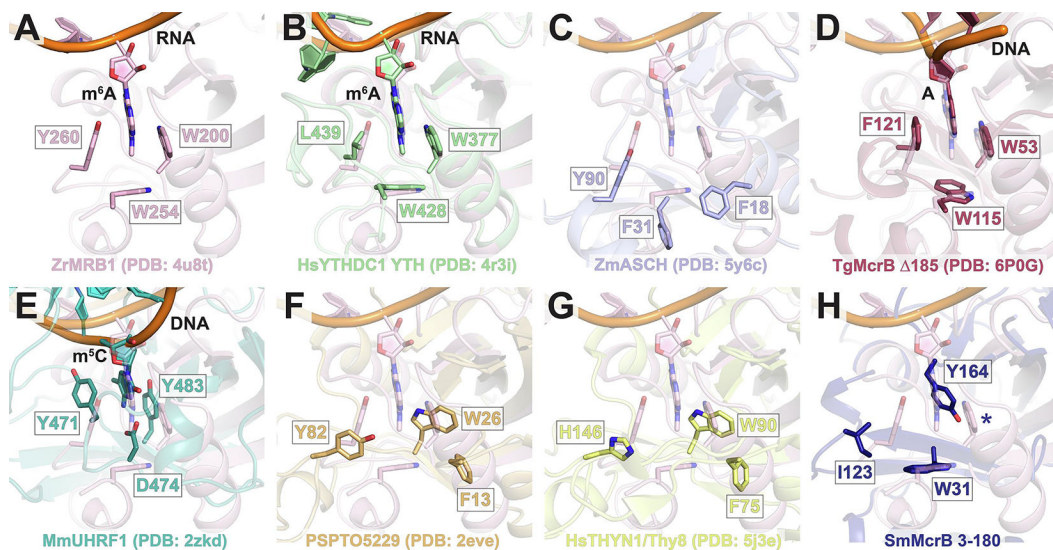 A
RNA
m⁶A
Y260
W200
W254
ZrMRB1 (PDB: 4u8t)
B
RNA
m⁶A
L439
W377
W428
HsYTHDC1 YTH (PDB: 4r3i)
C
Y90
F18
F31
ZmASCH (PDB: 5y6c)
D
DNA
A
F121
W53
W115
TgMcrB Δ185 (PDB: 6P0G)
E
DNA
m⁵C
Y483
Y471
D474
MmUHRF1 (PDB: 2zkd)
F
W26
Y82
F13
PSPTO5229 (PDB: 2eve)
G
W90
H146
F75
HsTHYN1/Thy8 (PDB: 5j3e)
H
Y164
*
I123
W31
SmMcrB 3-180